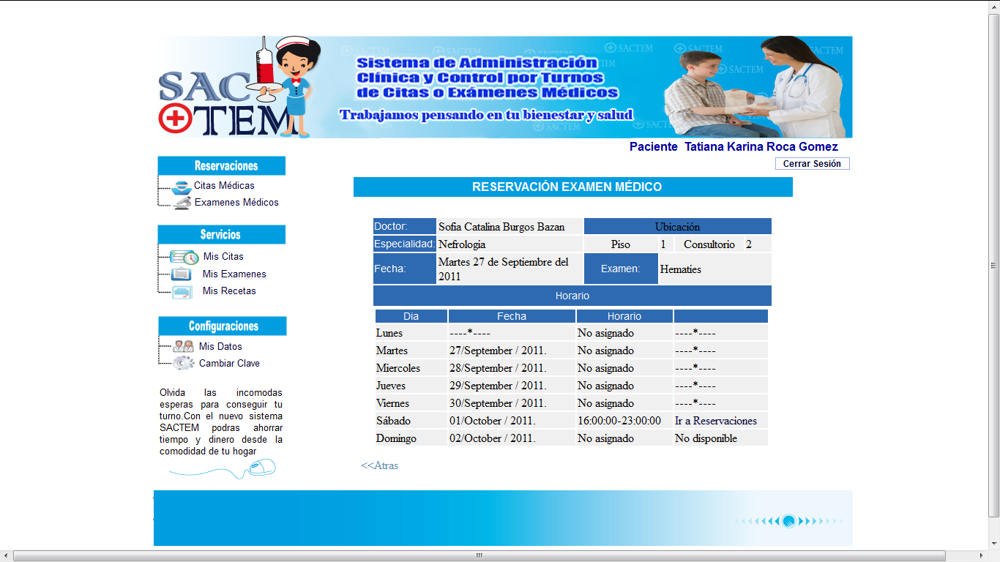 SAC
TEM
Sistema de Administración
Clínica y Control por Turnos
de Citas o Exámenes Médicos
Trabajamos pensando en tu bienestar y salud
SACTEM
SACTEM
SACTEM
SACTEM
SACTEM
SACTEM
Paciente Tatiana Karina Roca Gomez
Cerrar Sesión
Reservaciones
Citas Médicas
Examenes Médicos
Servicios
Mis Citas
Mis Examenes
Mis Recetas
Configuraciones
Mis Datos
Cambiar Clave
Olvida las incomodas
esperas para conseguir tu
turno.Con el nuevo sistema
SACTEM podras ahorrar
tiempo y dinero desde la
comodidad de tu hogar
RESERVACIÓN EXAMEN MÉDICO
Doctor: Sofia Catalina Burgos Bazan Ubicación
Especialidad: Nefrologia Piso 1 Consultorio 2
Fecha: Martes 27 de Septiembre del
2011 Examen: Hematies
Horario
Dia Fecha Horario
Lunes ----*---- No asignado ----*----
Martes 27/September / 2011. No asignado ----*----
Miercoles 28/September / 2011. No asignado ----*----
Jueves 29/September / 2011. No asignado ----*----
Viernes 30/September / 2011. No asignado ----*----
Sábado 01/October / 2011. 16:00:00-23:00:00 Ir a Reservaciones
Domingo 02/October / 2011. No asignado No disponible
<<Atras